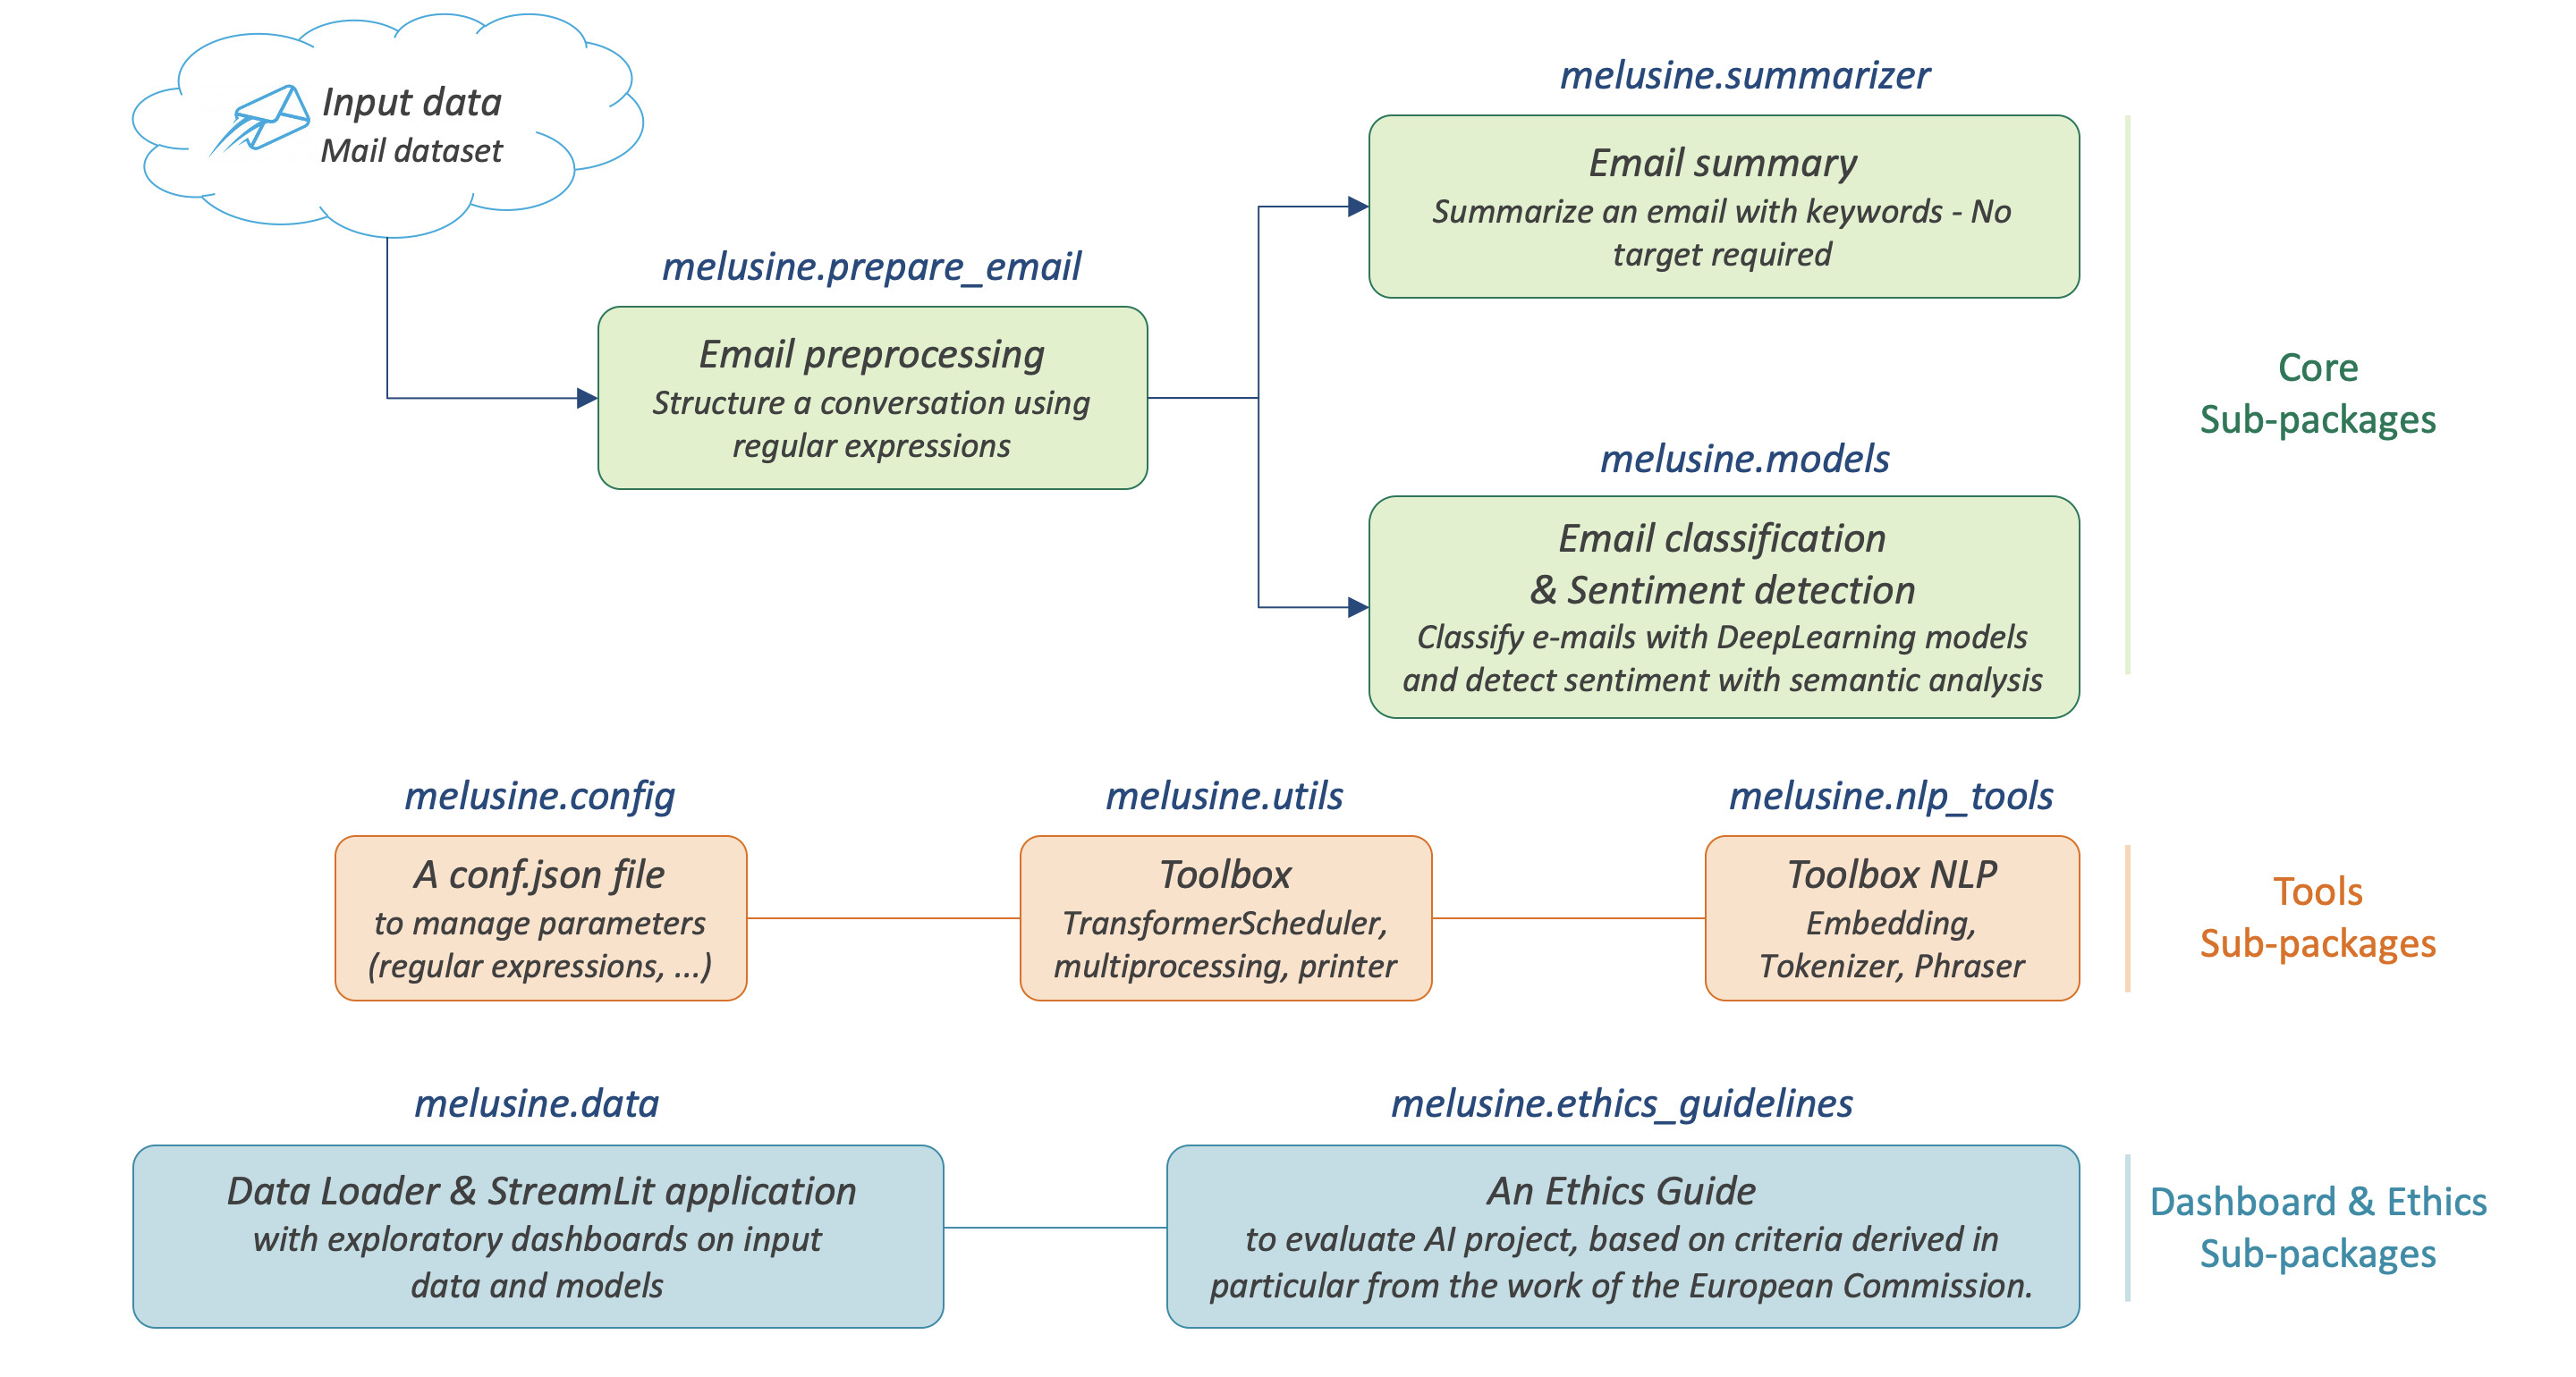 Input data
Mail dataset
melusine.prepare_email
Email preprocessing
Structure a conversation using
regular expressions
melusine.summarizer
Email summary
Summarize an email with keywords - No
target required
melusine.models
Email classification
& Sentiment detection
Classify e-mails with DeepLearning models
and detect sentiment with semantic analysis
Core
Sub-packages
melusine.config
A conf.json file
to manage parameters
(regular expressions, ...)
melusine.utils
Toolbox
TransformerScheduler,
multiprocessing, printer
melusine.nlp_tools
Toolbox NLP
Embedding,
Tokenizer, Phraser
Tools
Sub-packages
melusine.data
Data Loader & StreamLit application
with exploratory dashboards on input
data and models
melusine.ethics_guidelines
An Ethics Guide
to evaluate AI project, based on criteria derived in
particular from the work of the European Commission.
Dashboard & Ethics
Sub-packages